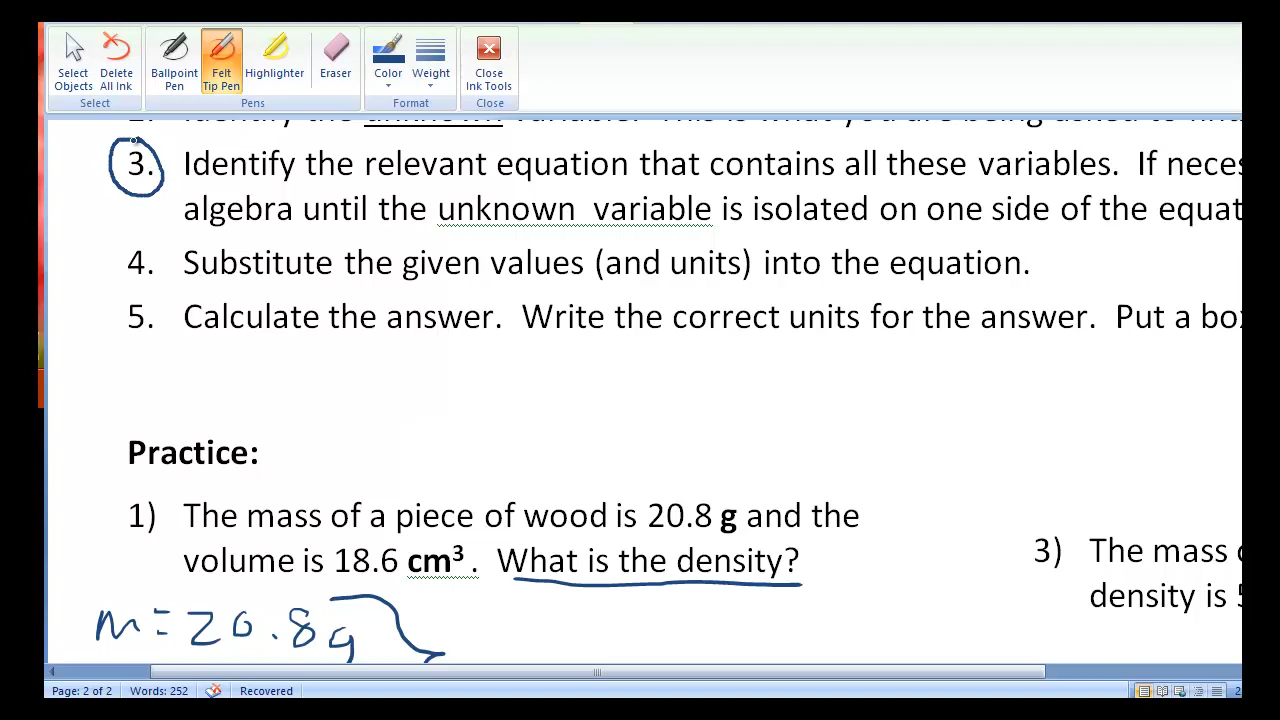 Select Objects
Delete All Ink
Ballpoint Pen
Felt Tip Pen
Highlighter
Eraser
Color
Weight
Close Ink Tools
Select
Pens
Format
Close
3. Identify the relevant equation that contains all these variables. If neces
algebra until the unknown variable is isolated on one side of the equat
4. Substitute the given values (and units) into the equation.
5. Calculate the answer. Write the correct units for the answer. Put a bo
Practice:
1) The mass of a piece of wood is 20.8 g and the
volume is 18.6 cm³. What is the density?
3) The mass
density is 5
m = 20.8 g
Page: 2 of 2
Words: 252
Recovered